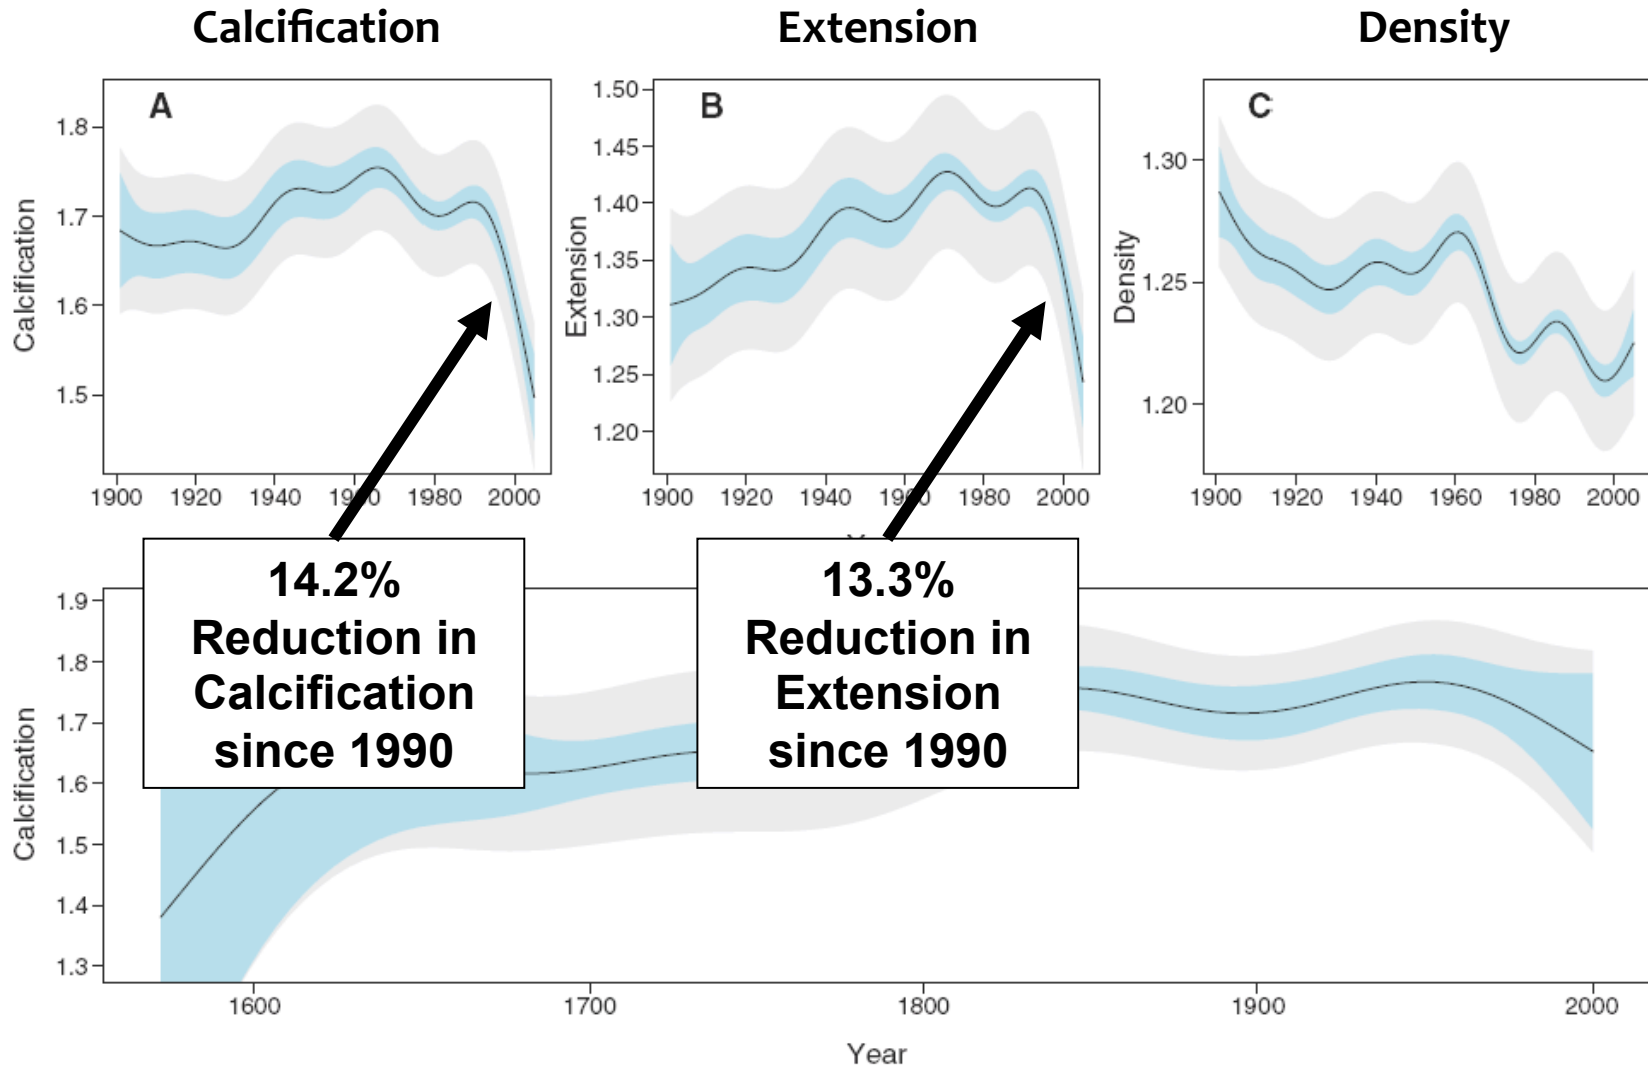 Calcification
Extension
Density
A
Calcification
1.8
1.7
1.6
1.5
1900 1920 1940 1960 1980 2000
B
Extension
1.50
1.45
1.40
1.35
1.30
1.25
1.20
1900 1920 1940 1960 1980 2000
C
Density
1.30
1.25
1.20
1900 1920 1940 1960 1980 2000
14.2%
Reduction in
Calcification
since 1990
13.3%
Reduction in
Extension
since 1990
Calcification
1.9
1.8
1.7
1.6
1.5
1.4
1.3
1600 1700 1800 1900 2000
Year